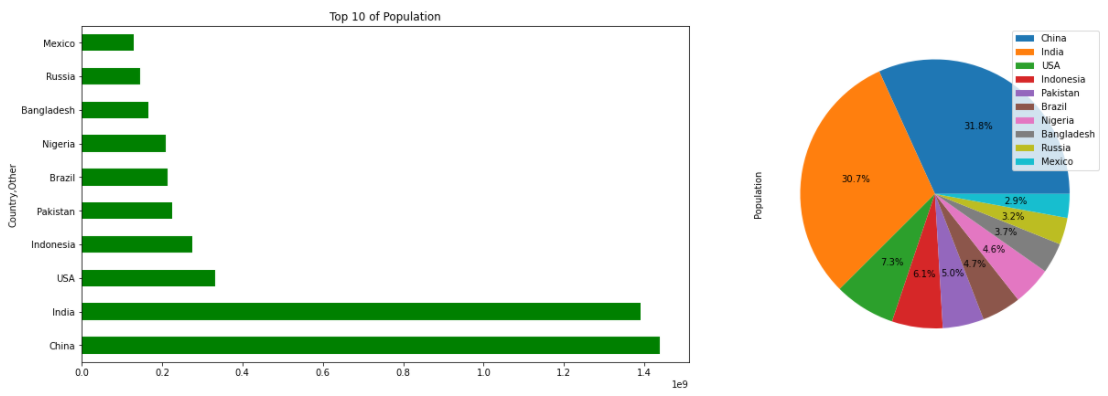 Top 10 of Population
Country,Other
Mexico
Russia
Bangladesh
Nigeria
Brazil
Pakistan
Indonesia
USA
India
China
0.0 0.2 0.4 0.6 0.8 1.0 1.2 1.4
1e9
Population
31.8%
30.7%
7.3%
6.1%
5.0%
4.7%
4.6%
3.7%
3.2%
2.9%
China
India
USA
Indonesia
Pakistan
Brazil
Nigeria
Bangladesh
Russia
Mexico